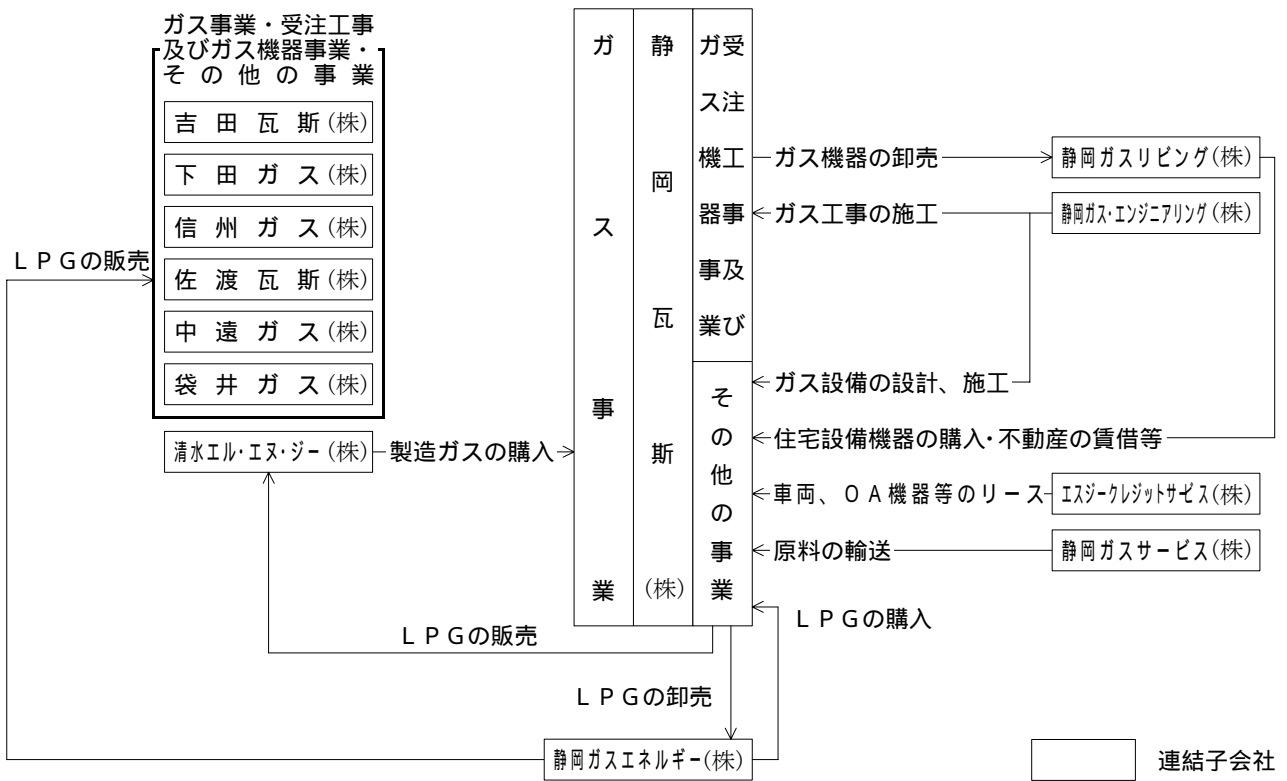 ガス事業・受注工事
及びガス機器事業・
その他の事業
吉田瓦斯(株)
下田ガス(株)
信州ガス(株)
佐渡瓦斯(株)
中遠ガス(株)
袋井ガス(株)
清水エル・エヌ・ジー(株)
LPGの販売
製造ガスの購入
ガス事業
静岡瓦斯(株)
受注工事及び
ガス機器事業
その他の事業
ガス機器の卸売
静岡ガスリビング(株)
ガス工事の施工
静岡ガス・エンジニアリング(株)
ガス設備の設計、施工
住宅設備機器の購入・不動産の賃借等
車両、OA機器等のリース
エスジークレジットサービス(株)
原料の輸送
静岡ガスサービス(株)
LPGの購入
LPGの販売
LPGの卸売
静岡ガスエネルギー(株)
連結子会社